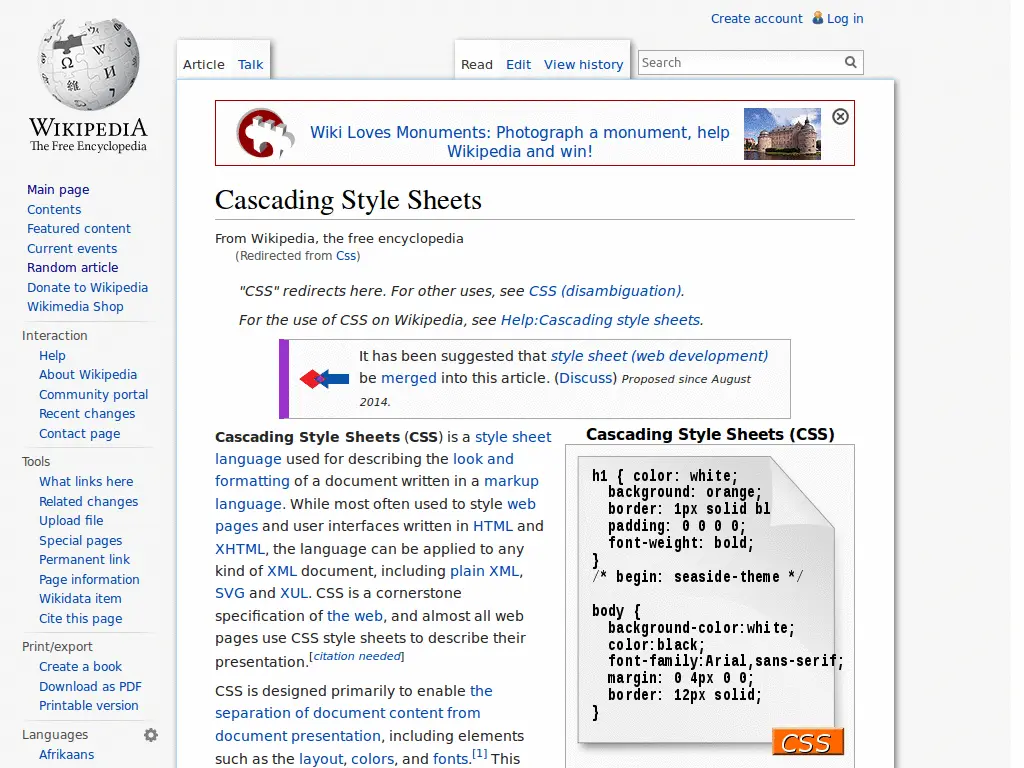 Create account
Log in
Article
Talk
Read
Edit
View history
Search
WIKIPEDIA
The Free Encyclopedia
Main page
Contents
Featured content
Current events
Random article
Donate to Wikipedia
Wikimedia Shop
Interaction
Help
About Wikipedia
Community portal
Recent changes
Contact page
Tools
What links here
Related changes
Upload file
Special pages
Permanent link
Page information
Wikidata item
Cite this page
Print/export
Create a book
Download as PDF
Printable version
Languages
Afrikaans
Wiki Loves Monuments: Photograph a monument, help
Wikipedia and win!
Cascading Style Sheets
From Wikipedia, the free encyclopedia
(Redirected from Css)
"CSS" redirects here. For other uses, see CSS (disambiguation).
For the use of CSS on Wikipedia, see Help:Cascading style sheets.
It has been suggested that style sheet (web development)
be merged into this article. (Discuss) Proposed since August
2014.
Cascading Style Sheets (CSS) is a style sheet
language used for describing the look and
formatting of a document written in a markup
language. While most often used to style web
pages and user interfaces written in HTML and
XHTML, the language can be applied to any
kind of XML document, including plain XML,
SVG and XUL. CSS is a cornerstone
specification of the web, and almost all web
pages use CSS style sheets to describe their
presentation.[citation needed]
CSS is designed primarily to enable the
separation of document content from
document presentation, including elements
such as the layout, colors, and fonts.[1] This
Cascading Style Sheets (CSS)
h1 { color: white;
background: orange;
border: 1px solid bl
padding: 0 0 0 0;
font-weight: bold;
}
/* begin: seaside-theme */
body {
background-color:white;
color:black;
font-family:Arial,sans-serif;
margin: 0 4px 0 0;
border: 12px solid;
}
CSS